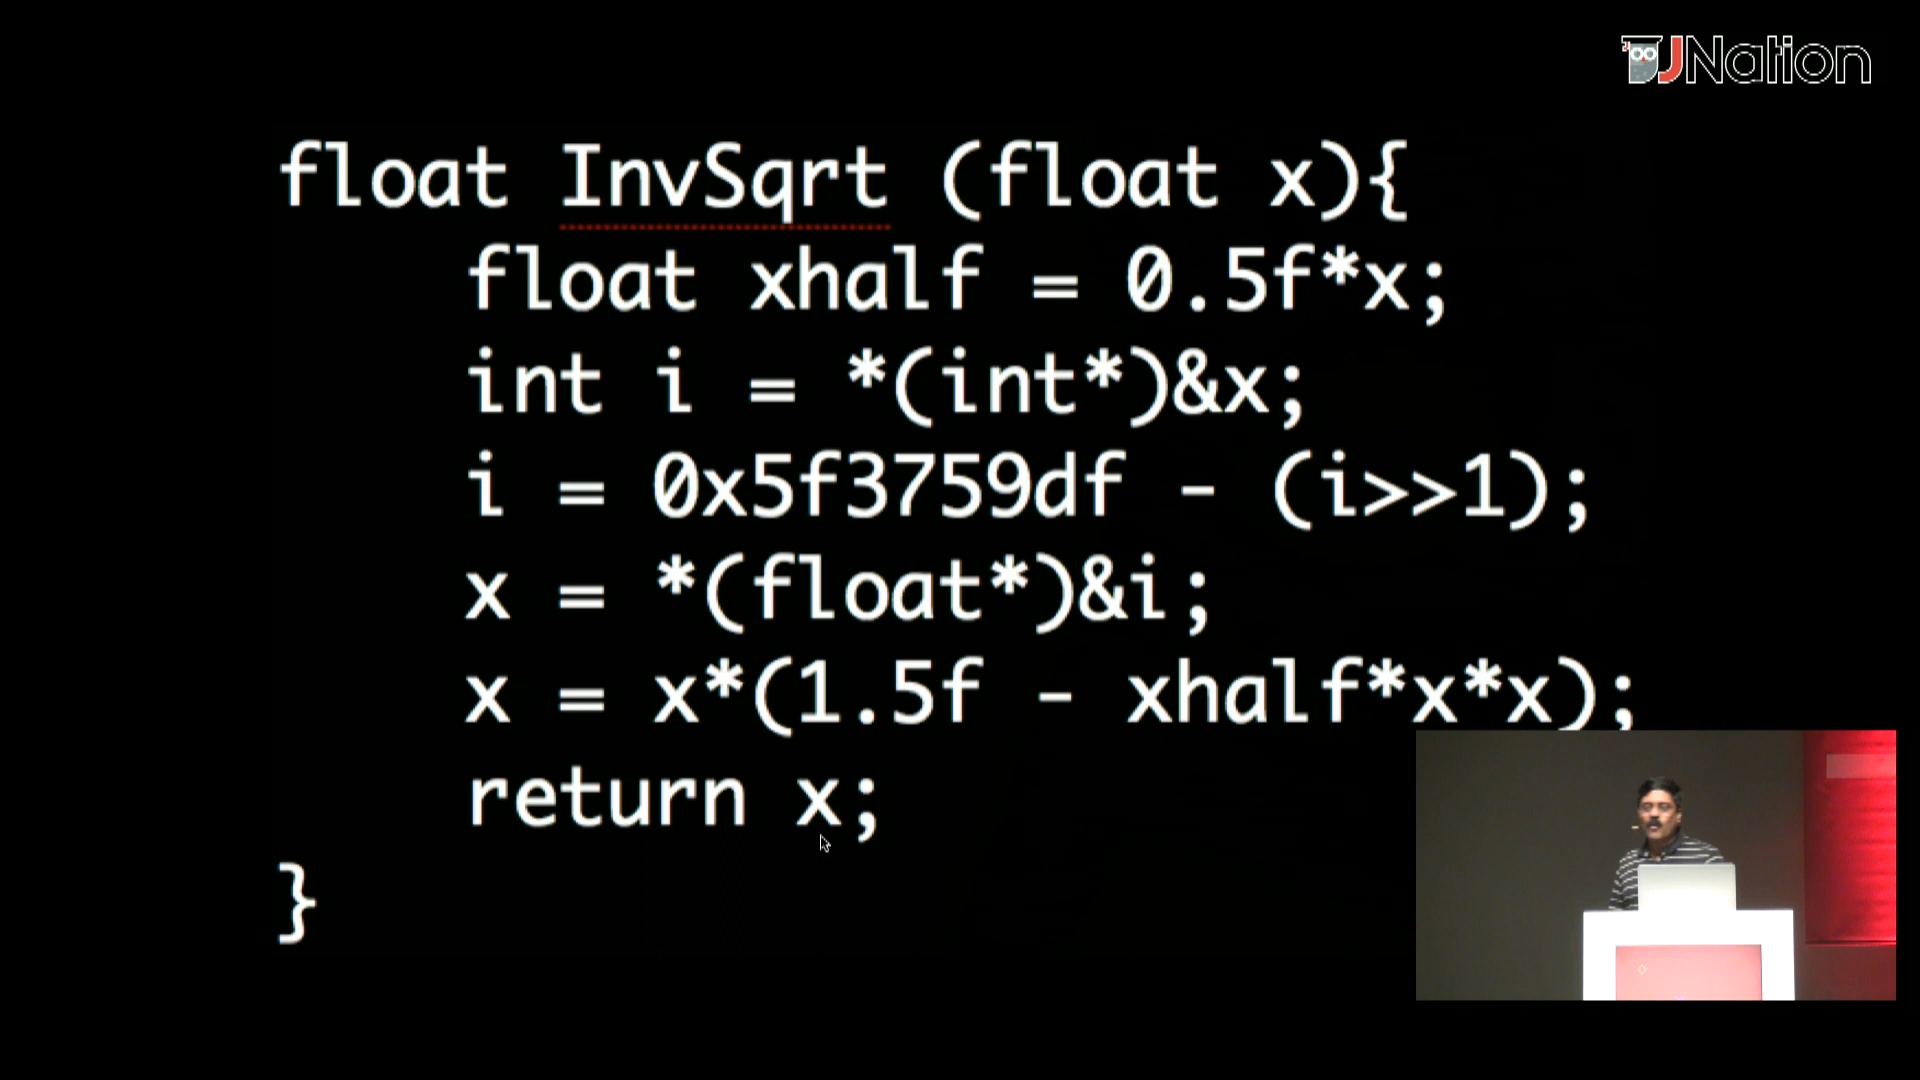 JNation
float InvSqrt (float x){
float xhalf = 0.5f*x;
int i = *(int*)&x;
i = 0x5f3759df - (i>>1);
x = *(float*)&i;
x = x*(1.5f - xhalf*x*x);
return x;
}